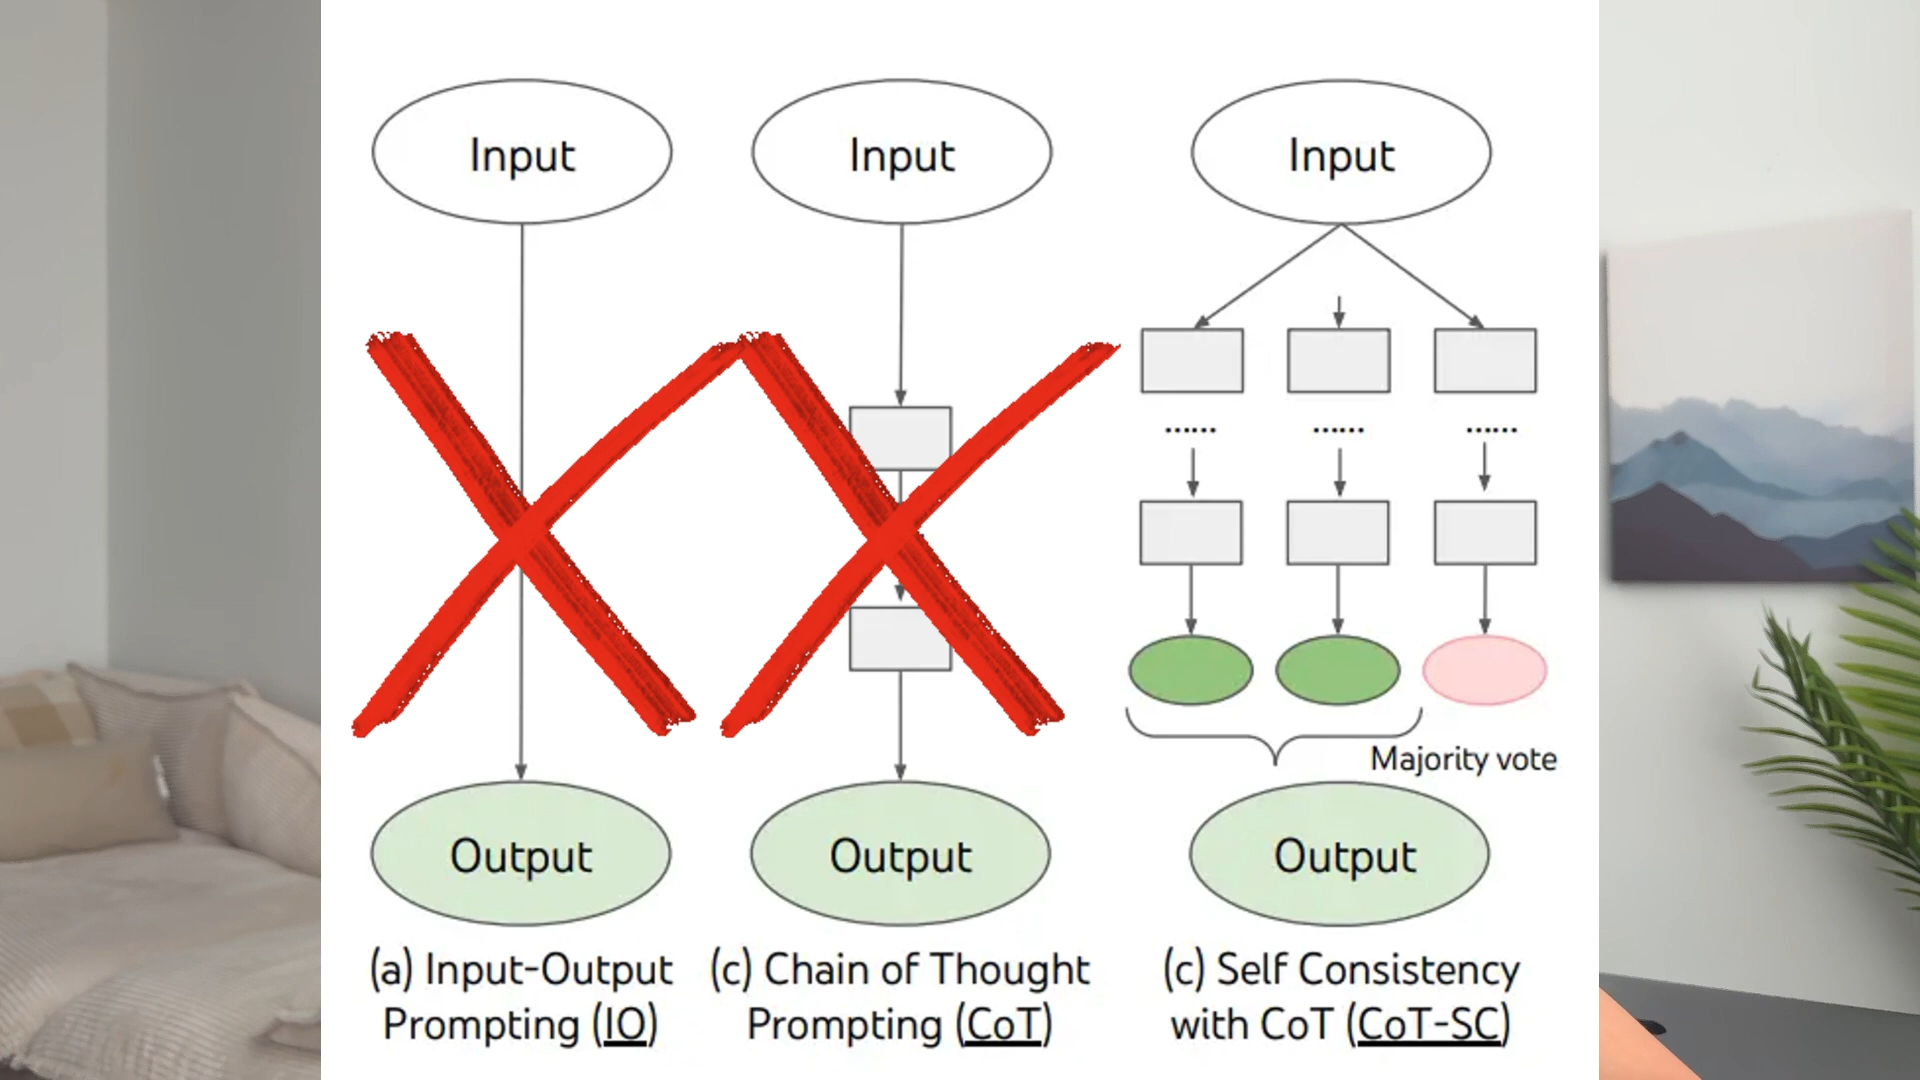 Input
Input
Input
......
......
......
Majority vote
Output
Output
Output
(a) Input-Output
Prompting (IO)
(c) Chain of Thought
Prompting (CoT)
(c) Self Consistency
with CoT (CoT-SC)